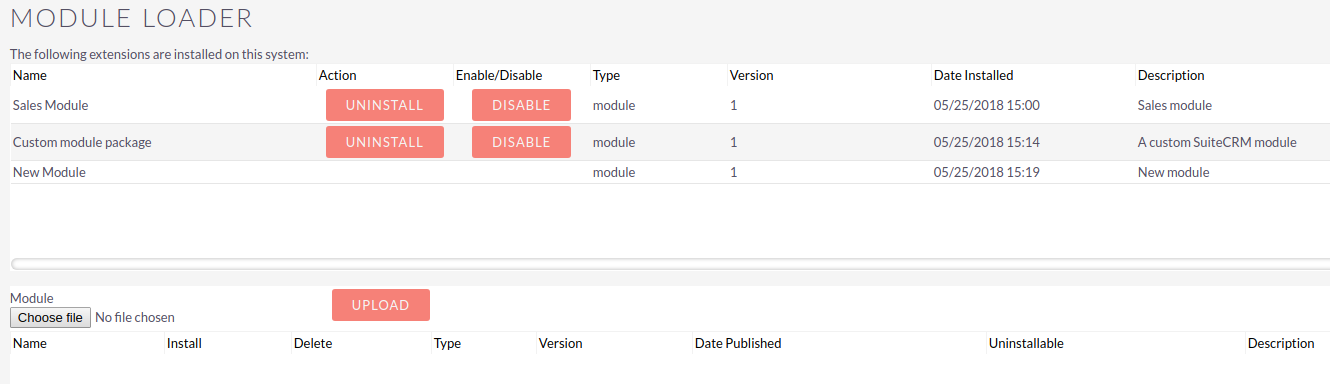 MODULE LOADER
The following extensions are installed on this system:
Name Action Enable/Disable Type Version Date Installed Description
Sales Module UNINSTALL DISABLE module 1 05/25/2018 15:00 Sales module
Custom module package UNINSTALL DISABLE module 1 05/25/2018 15:14 A custom SuiteCRM module
New Module module 1 05/25/2018 15:19 New module
Module UPLOAD
Choose file No file chosen
Name Install Delete Type Version Date Published Uninstallable Description